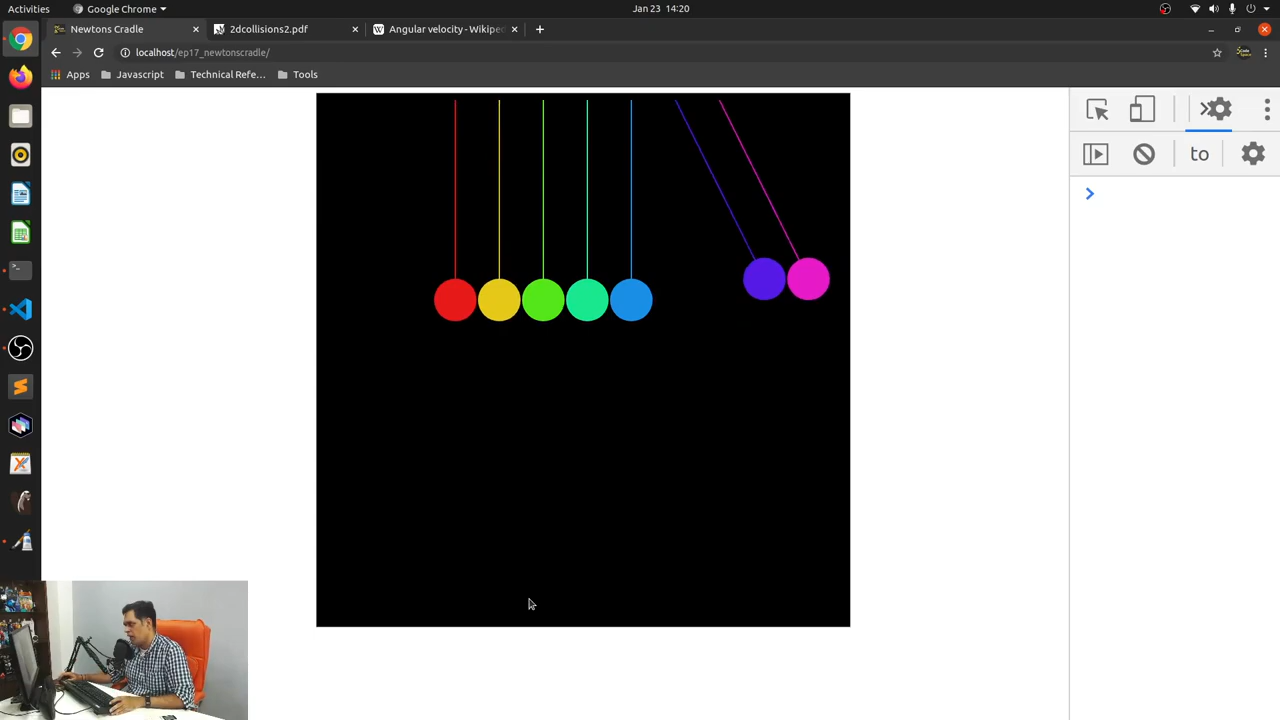 Activities
Google Chrome
Jan 23 14:20
Newtons Cradle
2dcollisions2.pdf
Angular velocity - Wikipe
localhost/ep17_newtonscradle/
Apps
Javascript
Technical Refe…
Tools
to